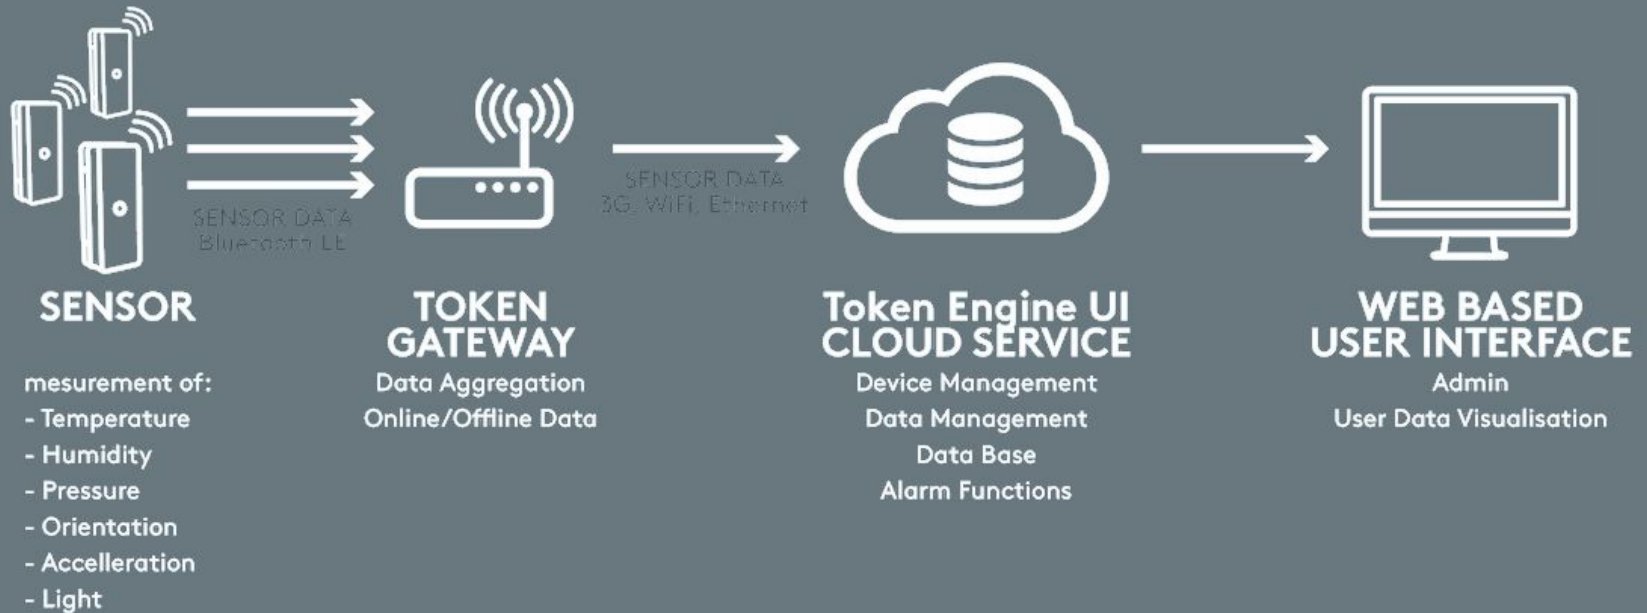 SENSOR DATA
Bluetooth LE
SENSOR DATA
3G, WiFi, Ethernet
SENSOR
mesurement of:
- Temperature
- Humidity
- Pressure
- Orientation
- Accelleration
- Light
TOKEN
GATEWAY
Data Aggregation
Online/Offline Data
Token Engine UI
CLOUD SERVICE
Device Management
Data Management
Data Base
Alarm Functions
WEB BASED
USER INTERFACE
Admin
User Data Visualisation